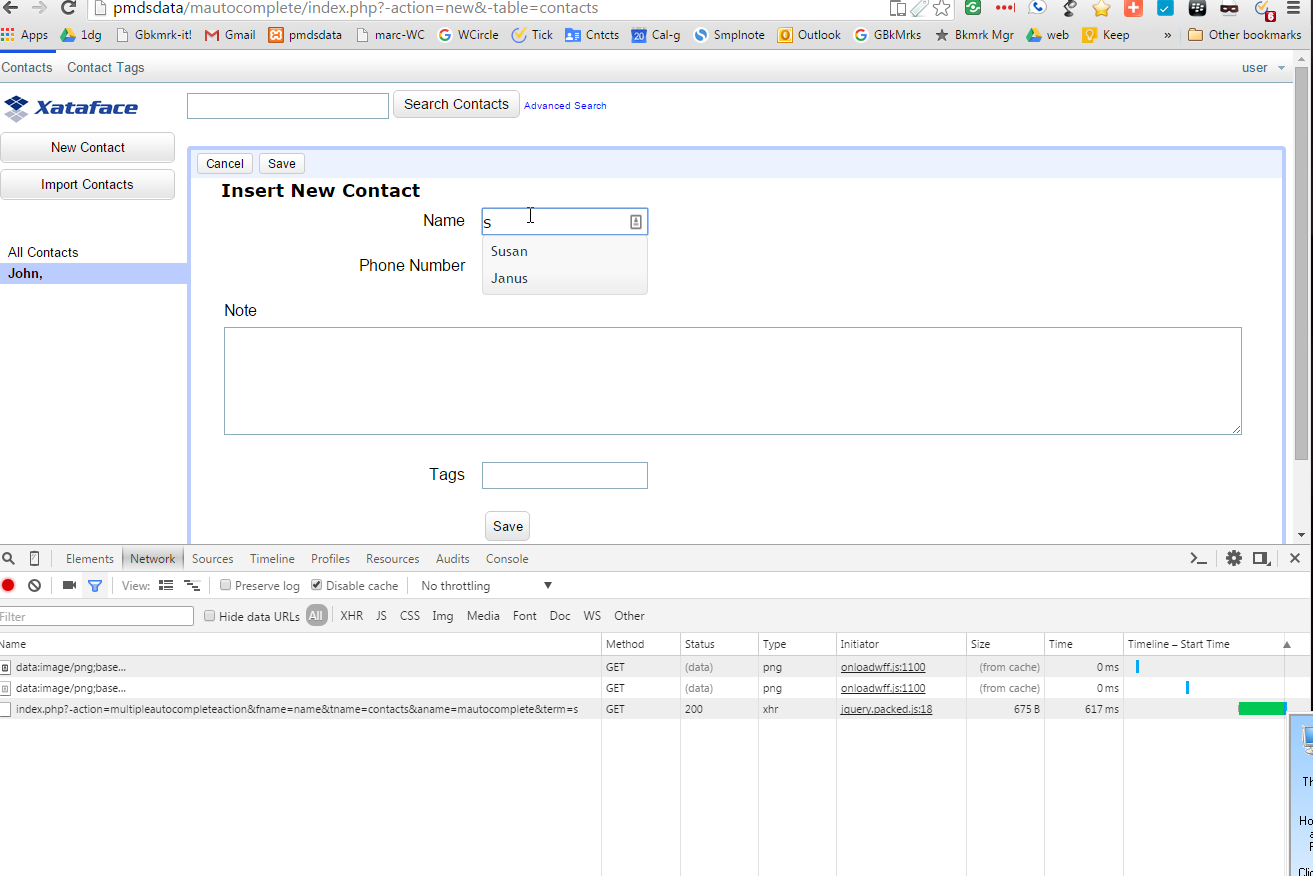 pmdsdata/mautocomplete/index.php?-action=new&-table=contacts
6
Apps 1dg Gbkmrk-it! Gmail pmdsdata marc-WC WCircle Tick Cntcts 20 Cal-g Smplnote Outlook GBkMrks Bkmrk Mgr web Keep » Other bookmarks
Contacts Contact Tags user
Xataface Search Contacts Advanced Search
New Contact
Cancel Save
Import Contacts
Insert New Contact
Name s
Susan
All Contacts
Phone Number
John,
Janus
Note
Tags
Save
Elements Network Sources Timeline Profiles Resources Audits Console
View: Preserve log Disable cache No throttling
Filter Hide data URLs All XHR JS CSS Img Media Font Doc WS Other
Name Method Status Type Initiator Size Time Timeline – Start Time
data:image/png;base... GET (data) png onloadwff.js:1100 (from cache) 0 ms
data:image/png;base... GET (data) png onloadwff.js:1100 (from cache) 0 ms
index.php?-action=multipleautocompleteaction&fname=name&tname=contacts&aname=mautocomplete&term=s GET 200 xhr jquery.packed.js:18 675 B 617 ms
Th
Ho
a
F
Clic